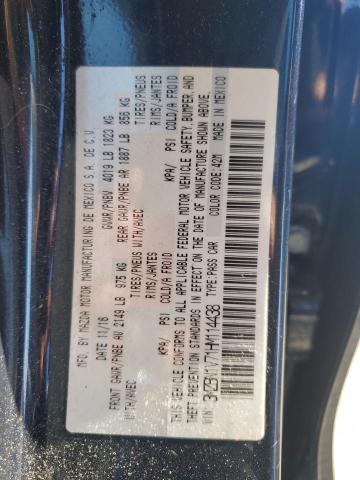 MFD. BY MAZDA MOTOR MANUFACTURING DE MEXICO S.A. DE C.V.
DATE: 11/16 GVWR/PNBV 4019 LB 1823 KG
FRONT GAWR/PNBE AV 2149 LB 975 KG REAR GAWR/PNBE AR 1887 LB 856 KG
WITH/AVEC TIRES/PNEUS WITH/AVEC TIRES/PNEUS
RIMS/JANTES RIMS/JANTES
KPA/ PSI COLD/A FROID KPA/ PSI COLD/A FROID
THIS VEHICLE CONFORMS TO ALL APPLICABLE FEDERAL MOTOR VEHICLE SAFETY, BUMPER, AND
THEFT PREVENTION STANDARDS IN EFFECT ON THE DATE OF MANUFACTURE SHOWN ABOVE.
VIN: TYPE:PASS CAR COLOR CODE:42M MADE IN MEXICO